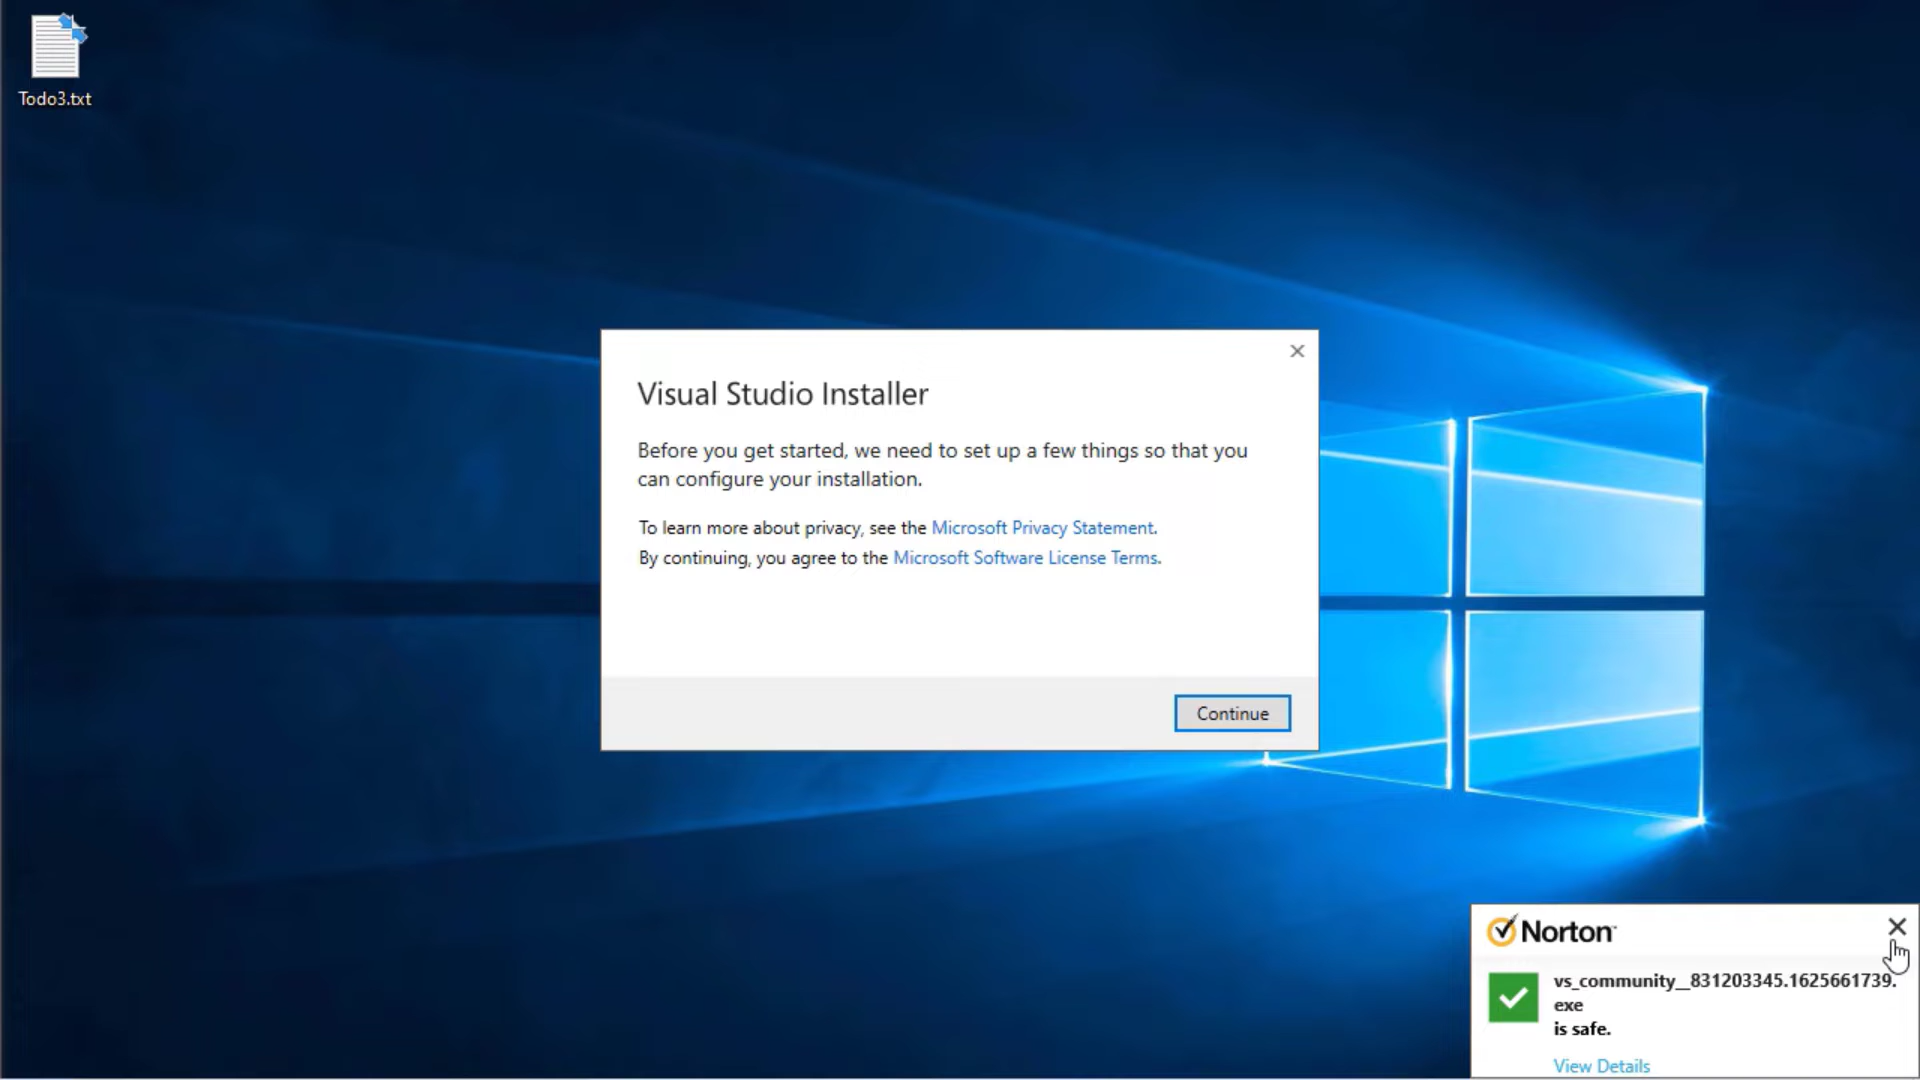 Todo3.txt
Visual Studio Installer
Before you get started, we need to set up a few things so that you
can configure your installation.
To learn more about privacy, see the Microsoft Privacy Statement.
By continuing, you agree to the Microsoft Software License Terms.
Continue
Norton™
vs_community__831203345.1625661739.
exe
is safe.
View Details